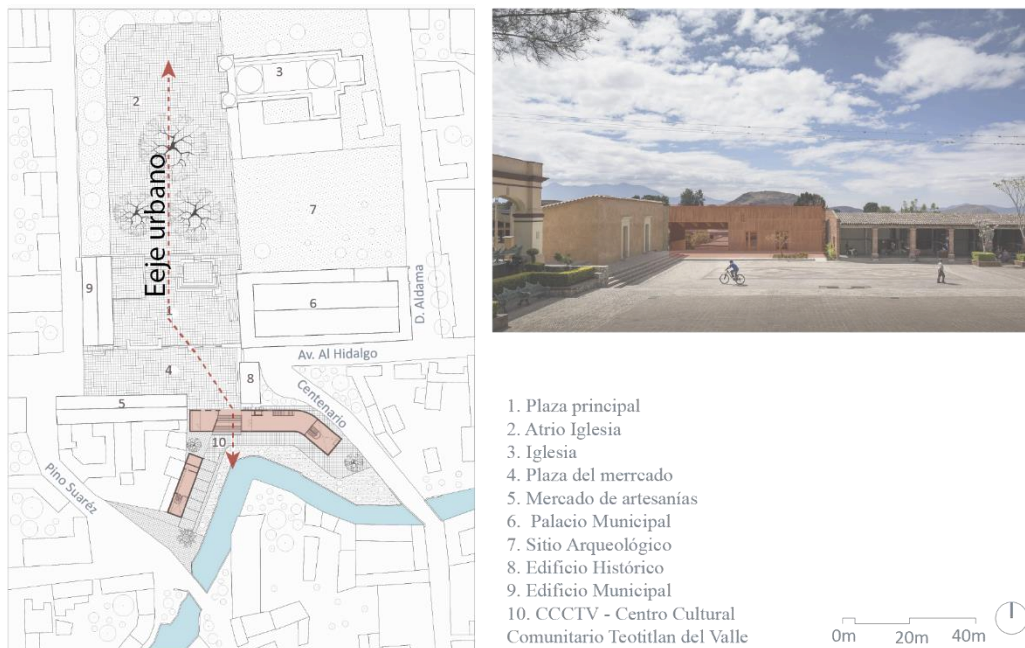 3
2
Eeje urbano
7
9
6
D. Aldama
Av. Al Hidalgo
4
8
Centenario
5
10
Pino Suaréz
1. Plaza principal
2. Atrio Iglesia
3. Iglesia
4. Plaza del merrcado
5. Mercado de artesanías
6. Palacio Municipal
7. Sitio Arqueológico
8. Edificio Histórico
9. Edificio Municipal
10. CCCTV - Centro Cultural
Comunitario Teotitlan del Valle
0m 20m 40m